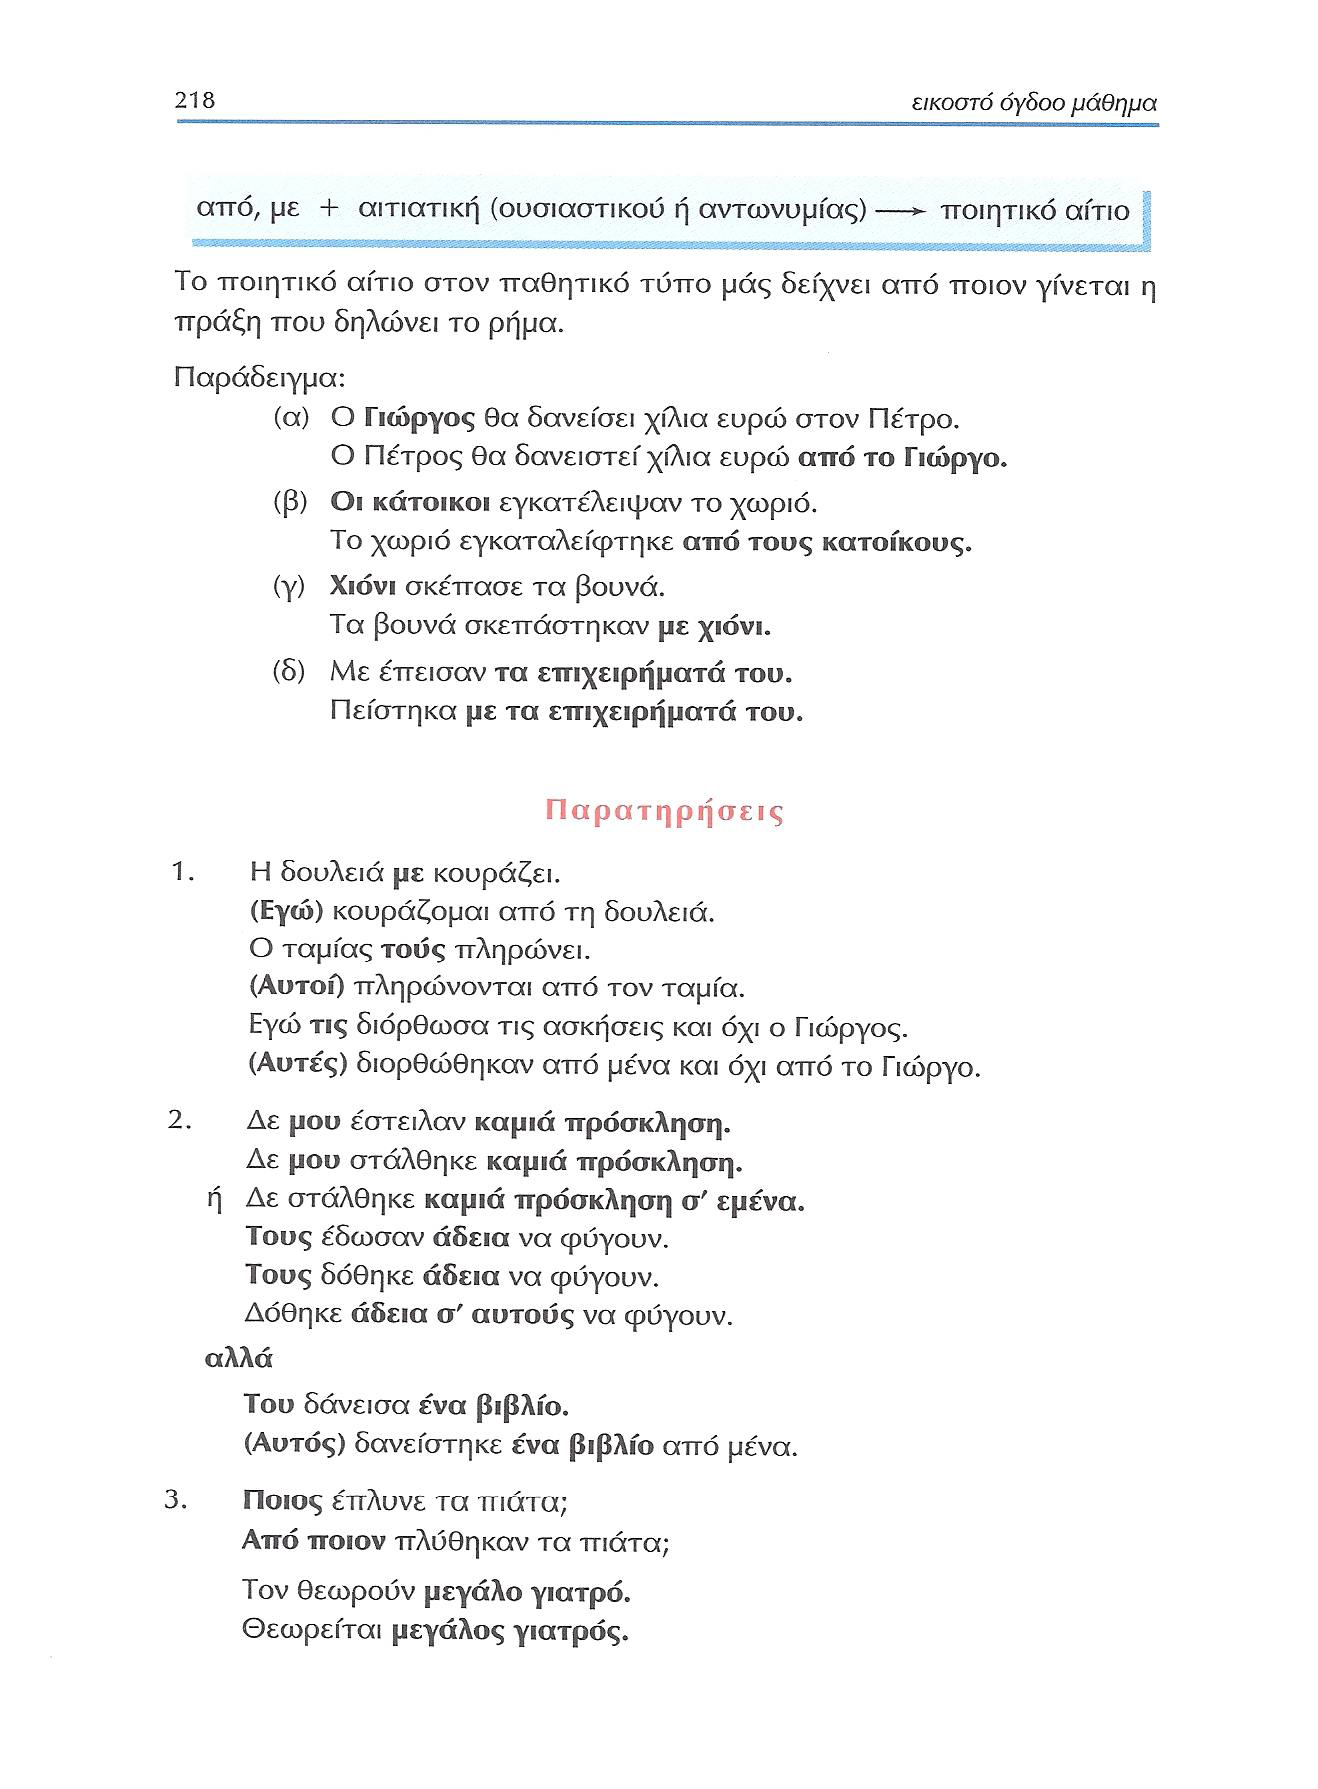 218 εικοστό όγδοο μάθημα
από, με + αιτιατική (ουσιαστικού ή αντωνυμίας) → ποιητικό αίτιο
Το ποιητικό αίτιο στον παθητικό τύπο μάς δείχνει από ποιον γίνεται η
πράξη που δηλώνει το ρήμα.
Παράδειγμα:
(α) Ο Γιώργος θα δανείσει χίλια ευρώ στον Πέτρο.
Ο Πέτρος θα δανειστεί χίλια ευρώ από το Γιώργο.
(β) Οι κάτοικοι εγκατέλειψαν το χωριό.
Το χωριό εγκαταλείφτηκε από τους κατοίκους.
(γ) Χιόνι σκέπασε τα βουνά.
Τα βουνά σκεπάστηκαν με χιόνι.
(δ) Με έπεισαν τα επιχειρήματά του.
Πείστηκα με τα επιχειρήματά του.
Παρατηρήσεις
1. Η δουλειά με κουράζει.
(Εγώ) κουράζομαι από τη δουλειά.
Ο ταμίας τούς πληρώνει.
(Αυτοί) πληρώνονται από τον ταμία.
Εγώ τις διόρθωσα τις ασκήσεις και όχι ο Γιώργος.
(Αυτές) διορθώθηκαν από μένα και όχι από το Γιώργο.
2. Δε μου έστειλαν καμιά πρόσκληση.
Δε μου στάλθηκε καμιά πρόσκληση.
ή Δε στάλθηκε καμιά πρόσκληση σ' εμένα.
Τους έδωσαν άδεια να φύγουν.
Τους δόθηκε άδεια να φύγουν.
Δόθηκε άδεια σ' αυτούς να φύγουν.
αλλά
Του δάνεισα ένα βιβλίο.
(Αυτός) δανείστηκε ένα βιβλίο από μένα.
3. Ποιος έπλυνε τα πιάτα;
Από ποιον πλύθηκαν τα πιάτα;
Τον θεωρούν μεγάλο γιατρό.
Θεωρείται μεγάλος γιατρός.